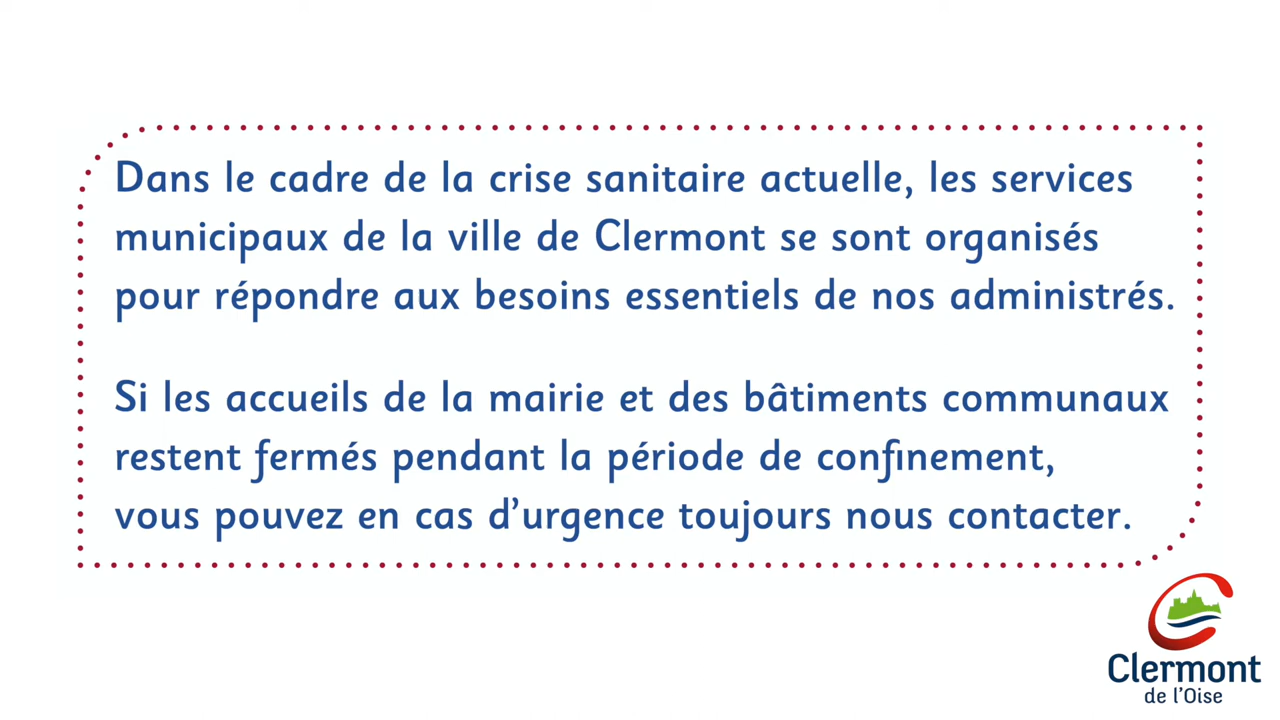 Dans le cadre de la crise sanitaire actuelle, les services
municipaux de la ville de Clermont se sont organisés
pour répondre aux besoins essentiels de nos administrés.
Si les accueils de la mairie et des bâtiments communaux
restent fermés pendant la période de confinement,
vous pouvez en cas d’urgence toujours nous contacter.
Clermont
de l’Oise